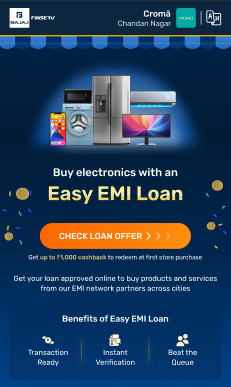 Cromā
BAJAJ FINSERV
Chandan Nagar
Buy electronics with an
Easy EMI Loan
CHECK LOAN OFFER
Get up to ₹1,000 cashback to redeem at first store purchase
Get your loan approved online to buy products and services
from our EMI network partners across cities
Benefits of Easy EMI Loan
Transaction
Ready
Instant
Verification
Beat the
Queue